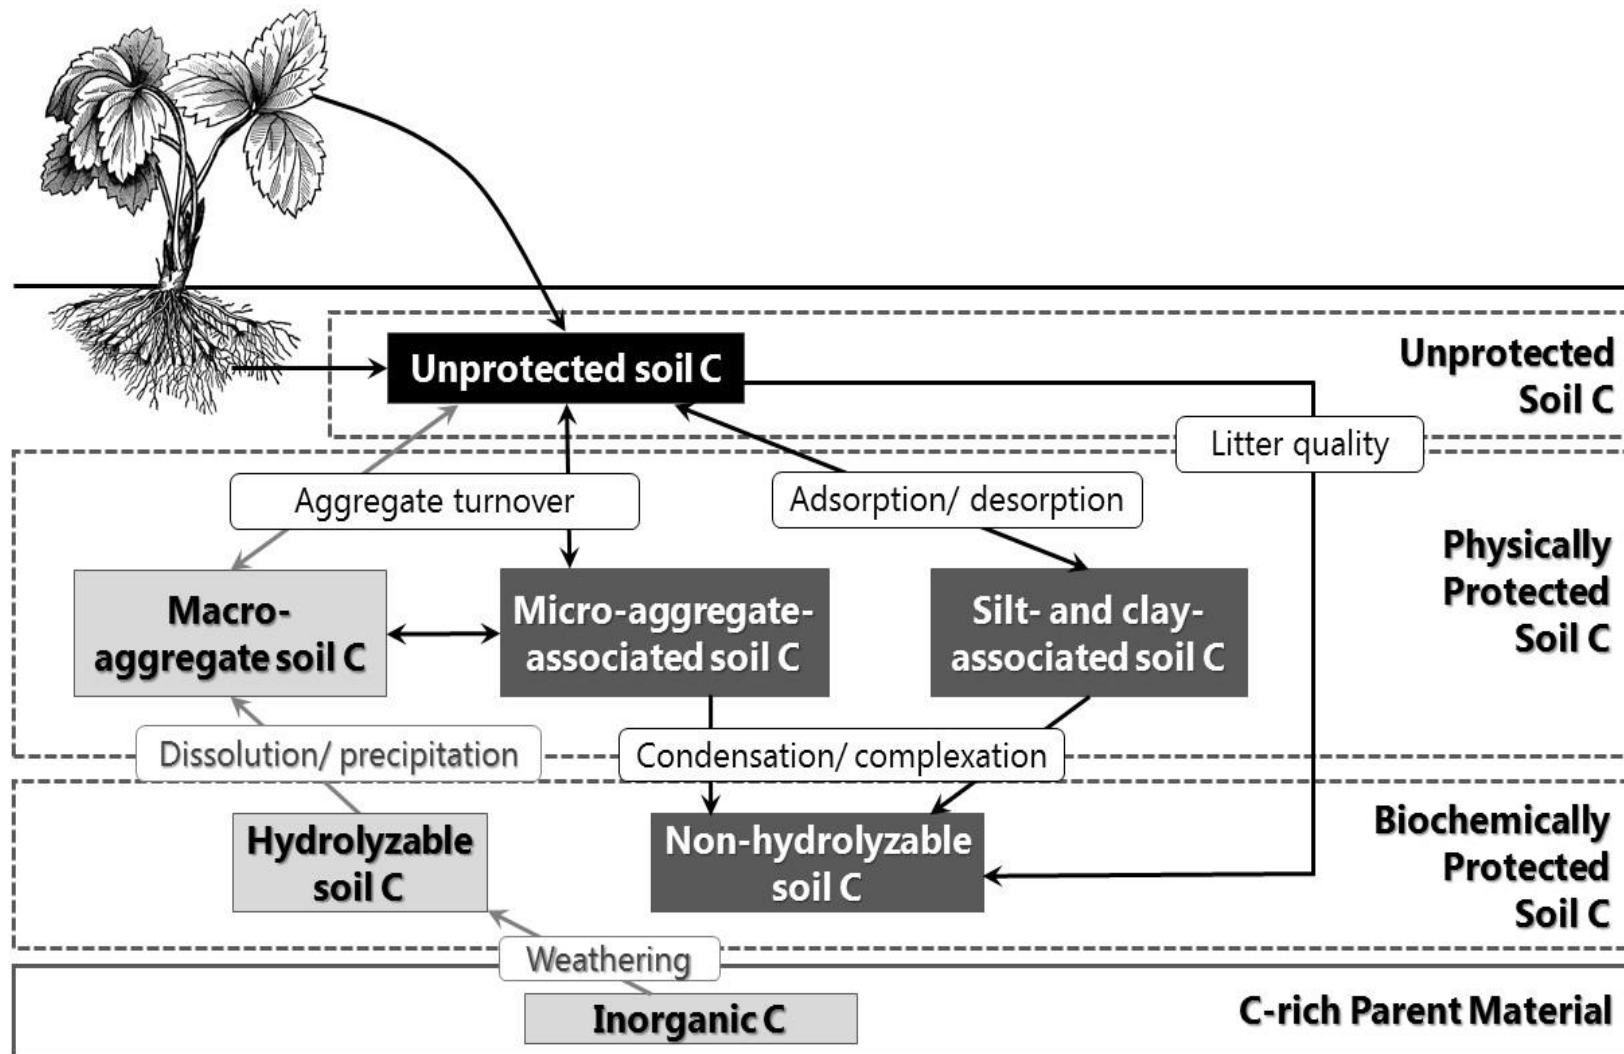 Unprotected soil C
Unprotected
Soil C
Litter quality
Aggregate turnover
Adsorption/ desorption
Physically
Protected
Soil C
Macro-
aggregate soil C
Micro-aggregate-
associated soil C
Silt- and clay-
associated soil C
Dissolution/ precipitation
Condensation/ complexation
Hydrolyzable
soil C
Non-hydrolyzable
soil C
Biochemically
Protected
Soil C
Weathering
Inorganic C
C-rich Parent Material